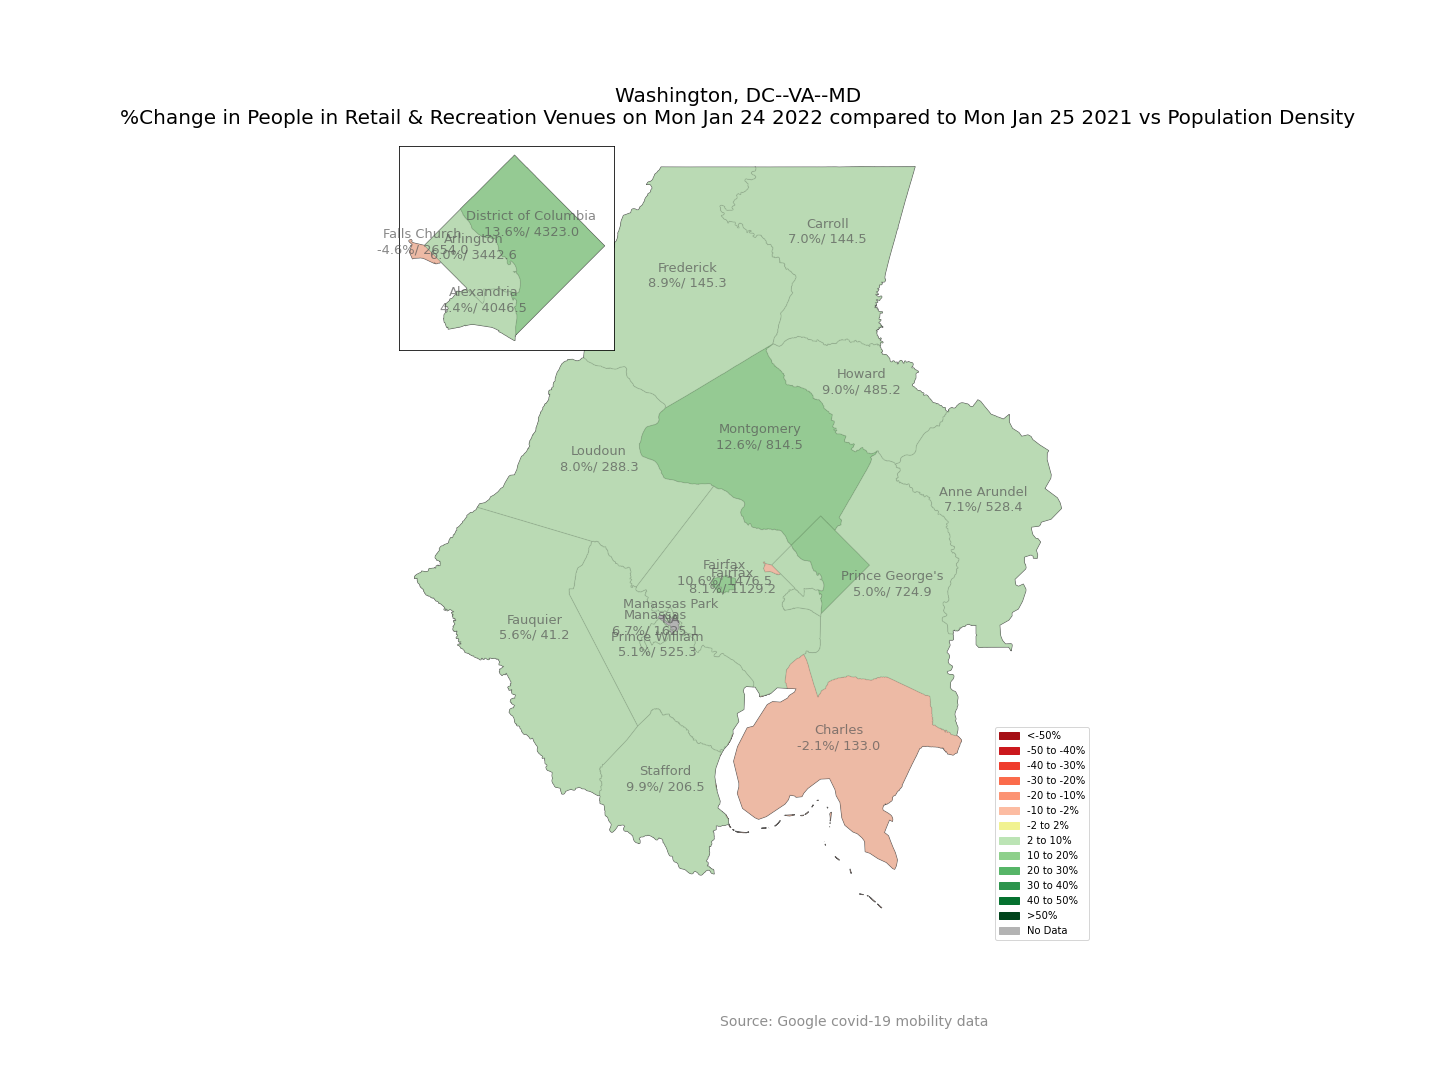 Washington, DC--VA--MD
%Change in People in Retail & Recreation Venues on Mon Jan 24 2022 compared to Mon Jan 25 2021 vs Population Density
District of Columbia
13.6%/ 4323.0
Falls Church
-4.6%/ 2654.0
Arlington
6.0%/ 3442.6
Alexandria
4.4%/ 4046.5
Carroll
7.0%/ 144.5
Frederick
8.9%/ 145.3
Howard
9.0%/ 485.2
Montgomery
12.6%/ 814.5
Loudoun
8.0%/ 288.3
Anne Arundel
7.1%/ 528.4
Fairfax
10.6%/ 1476.5
Fairfax
8.1%/ 1129.2
Prince George's
5.0%/ 724.9
Manassas Park
NA
Manassas
6.7%/ 1625.1
Prince William
5.1%/ 525.3
Fauquier
5.6%/ 41.2
Charles
-2.1%/ 133.0
Stafford
9.9%/ 206.5
<-50%
-50 to -40%
-40 to -30%
-30 to -20%
-20 to -10%
-10 to -2%
-2 to 2%
2 to 10%
10 to 20%
20 to 30%
30 to 40%
40 to 50%
>50%
No Data
Source: Google covid-19 mobility data